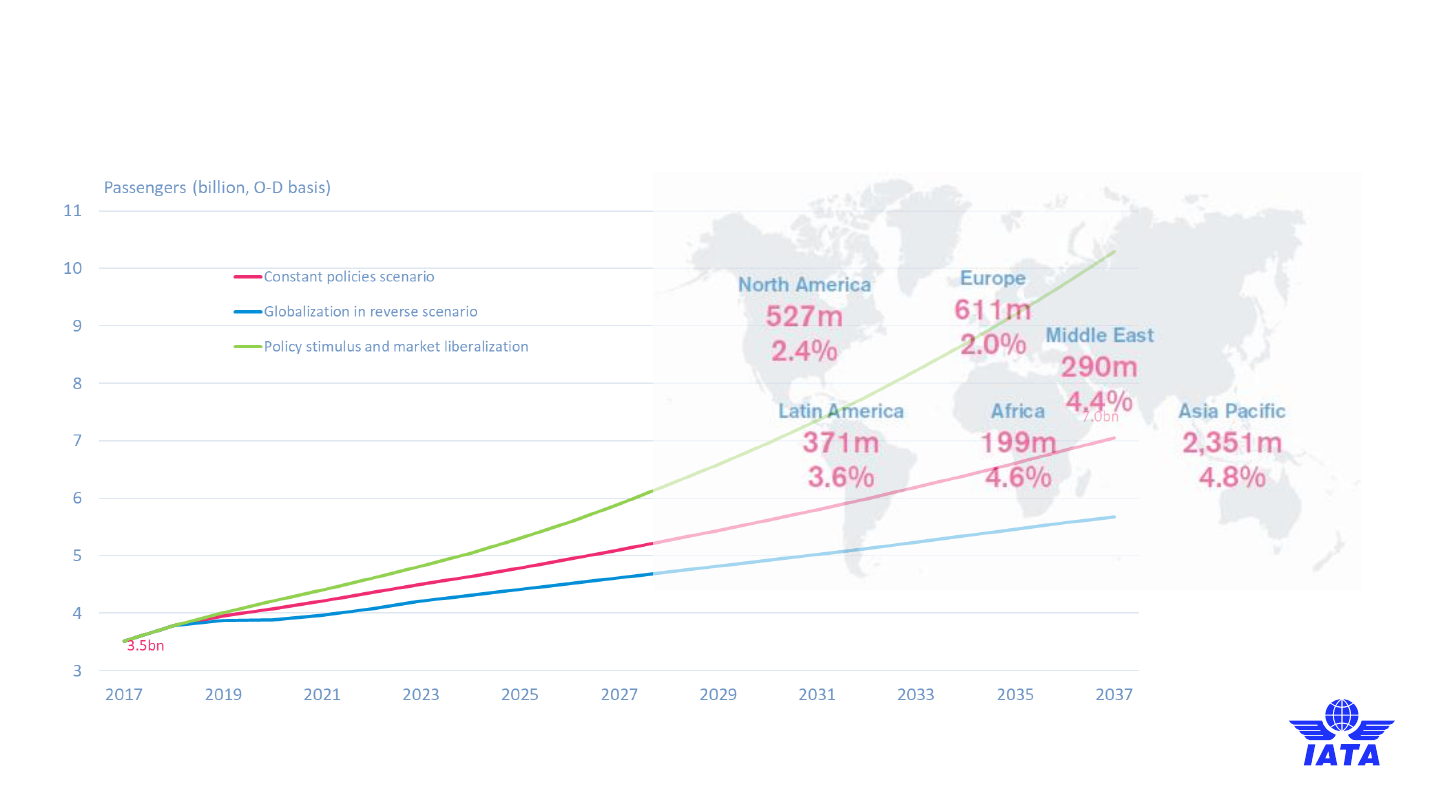 Passengers (billion, O-D basis)
11
10
9
8
7
6
5
4
3
Constant policies scenario
Globalization in reverse scenario
Policy stimulus and market liberalization
North America
527m
2.4%
Europe
611m
2.0%
Middle East
290m
4.4%
7.0bn
Latin America
371m
3.6%
Africa
199m
4.6%
Asia Pacific
2,351m
4.8%
3.5bn
2017 2019 2021 2023 2025 2027 2029 2031 2033 2035 2037
IATA